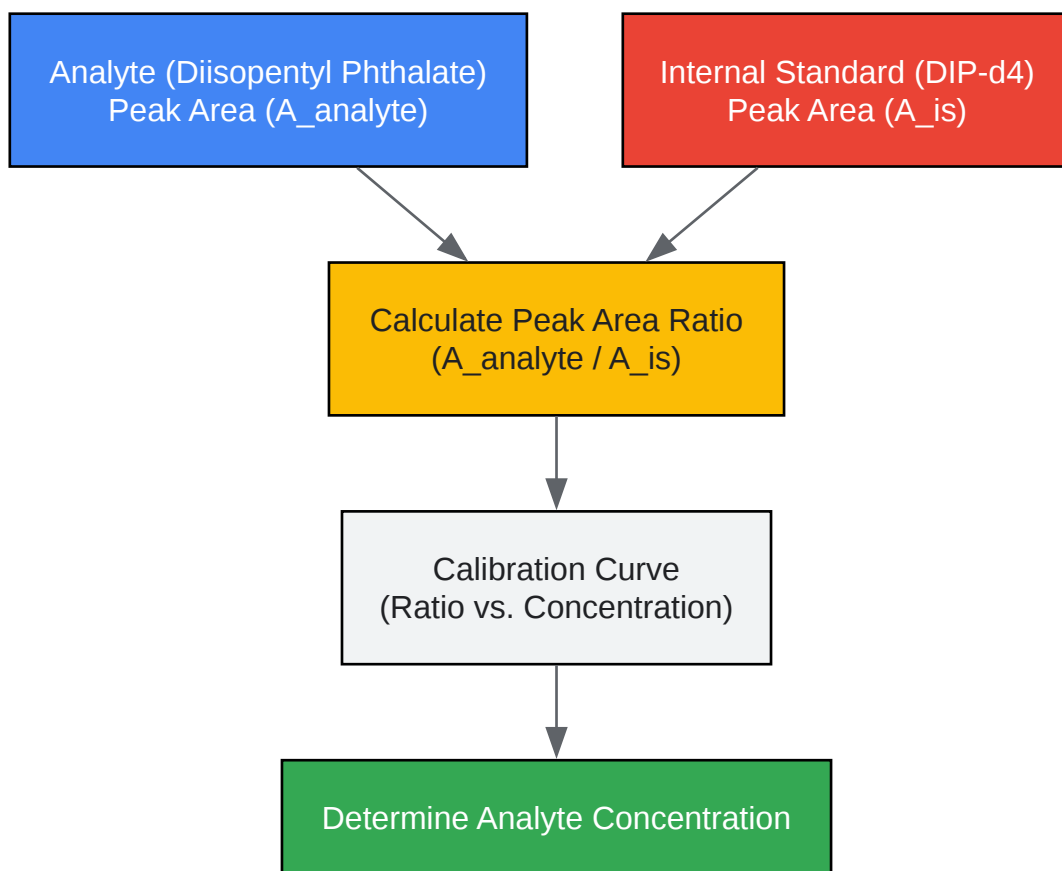 Analyte (Diisopentyl Phthalate)
Peak Area (A_analyte)
Internal Standard (DIP-d4)
Peak Area (A_is)
Calculate Peak Area Ratio
(A_analyte / A_is)
Calibration Curve
(Ratio vs. Concentration)
Determine Analyte Concentration